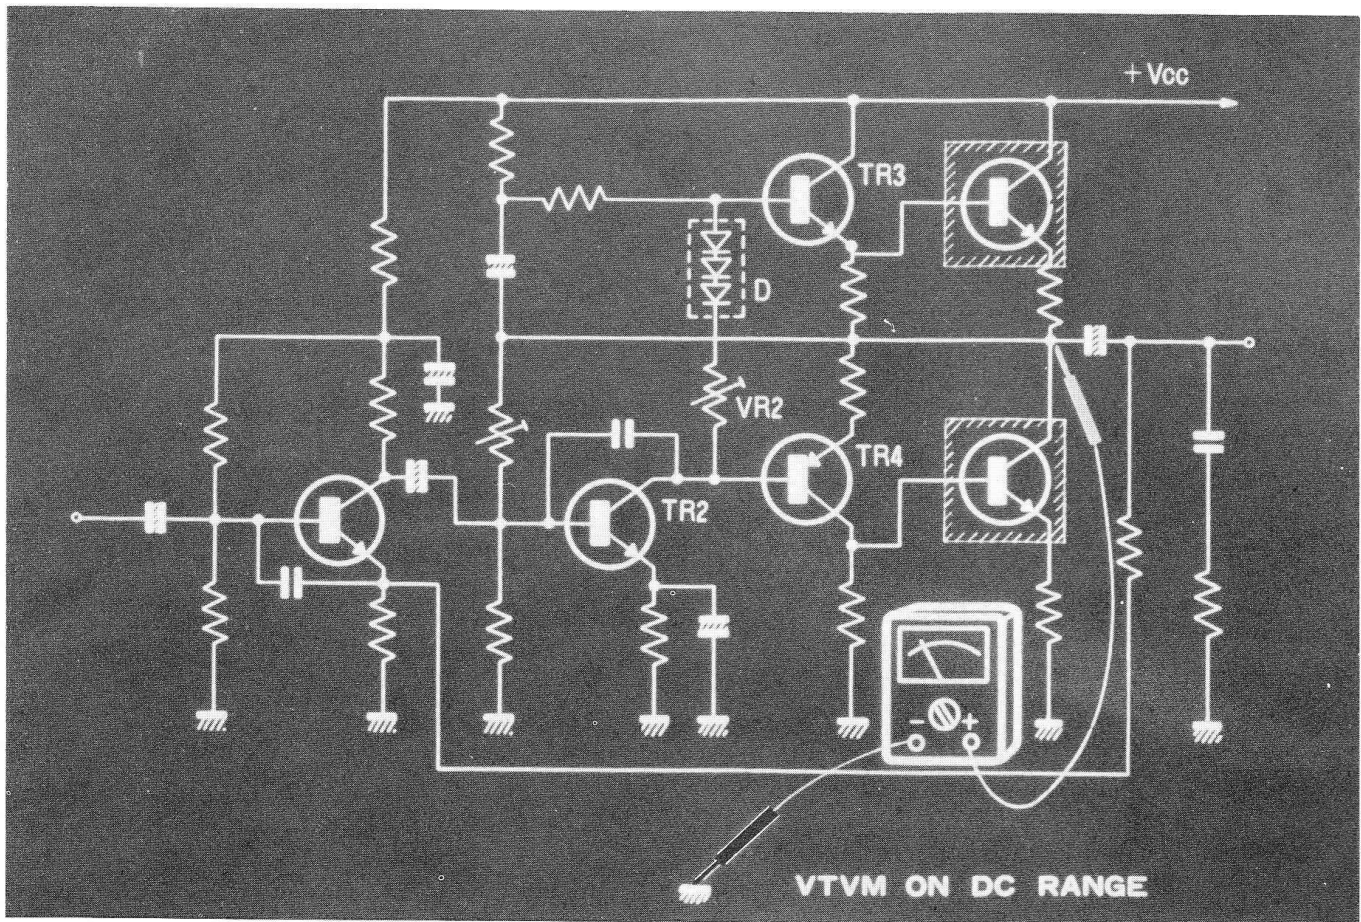 + Vcc
TR3
D
VR2
TR4
TR2
- +
VTVM ON DC RANGE